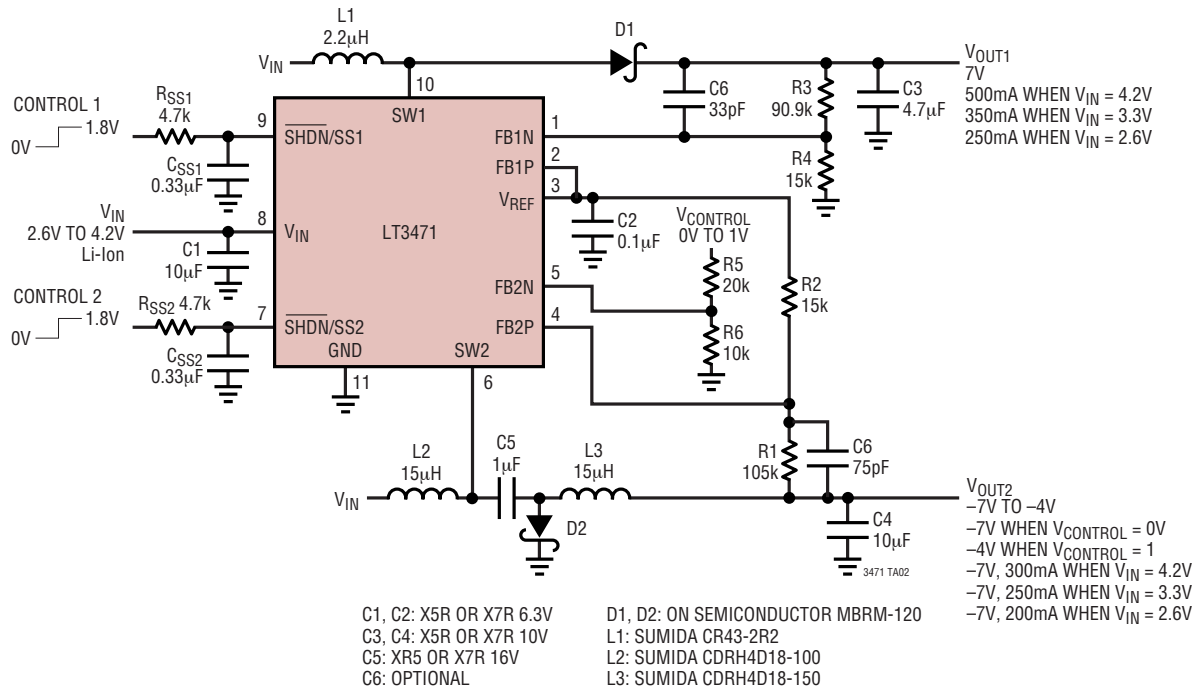 L1
2.2µH
VIN
D1
VOUT1
7V
500mA WHEN VIN = 4.2V
350mA WHEN VIN = 3.3V
250mA WHEN VIN = 2.6V
C6
33pF
R3
90.9k
C3
4.7µF
R4
15k
CONTROL 1
0V
1.8V
RSS1
4.7k
CSS1
0.33µF
VIN
2.6V TO 4.2V
Li-Ion
C1
10µF
CONTROL 2
0V
1.8V
RSS2 4.7k
CSS2
0.33µF
10
SW1
9
SHDN/SS1
FB1N
1
FB1P
2
VREF
3
8
VIN
LT3471
FB2N
5
7
SHDN/SS2
FB2P
4
GND
11
SW2
6
C2
0.1µF
VCONTROL
0V TO 1V
R5
20k
R6
10k
R2
15k
L2
15µH
VIN
C5
1µF
L3
15µH
D2
R1
105k
C6
75pF
C4
10µF
3471 TA02
VOUT2
–7V TO –4V
–7V WHEN VCONTROL = 0V
–4V WHEN VCONTROL = 1
–7V, 300mA WHEN VIN = 4.2V
–7V, 250mA WHEN VIN = 3.3V
–7V, 200mA WHEN VIN = 2.6V
C1, C2: X5R OR X7R 6.3V
C3, C4: X5R OR X7R 10V
C5: XR5 OR X7R 16V
C6: OPTIONAL
D1, D2: ON SEMICONDUCTOR MBRM-120
L1: SUMIDA CR43-2R2
L2: SUMIDA CDRH4D18-100
L3: SUMIDA CDRH4D18-150